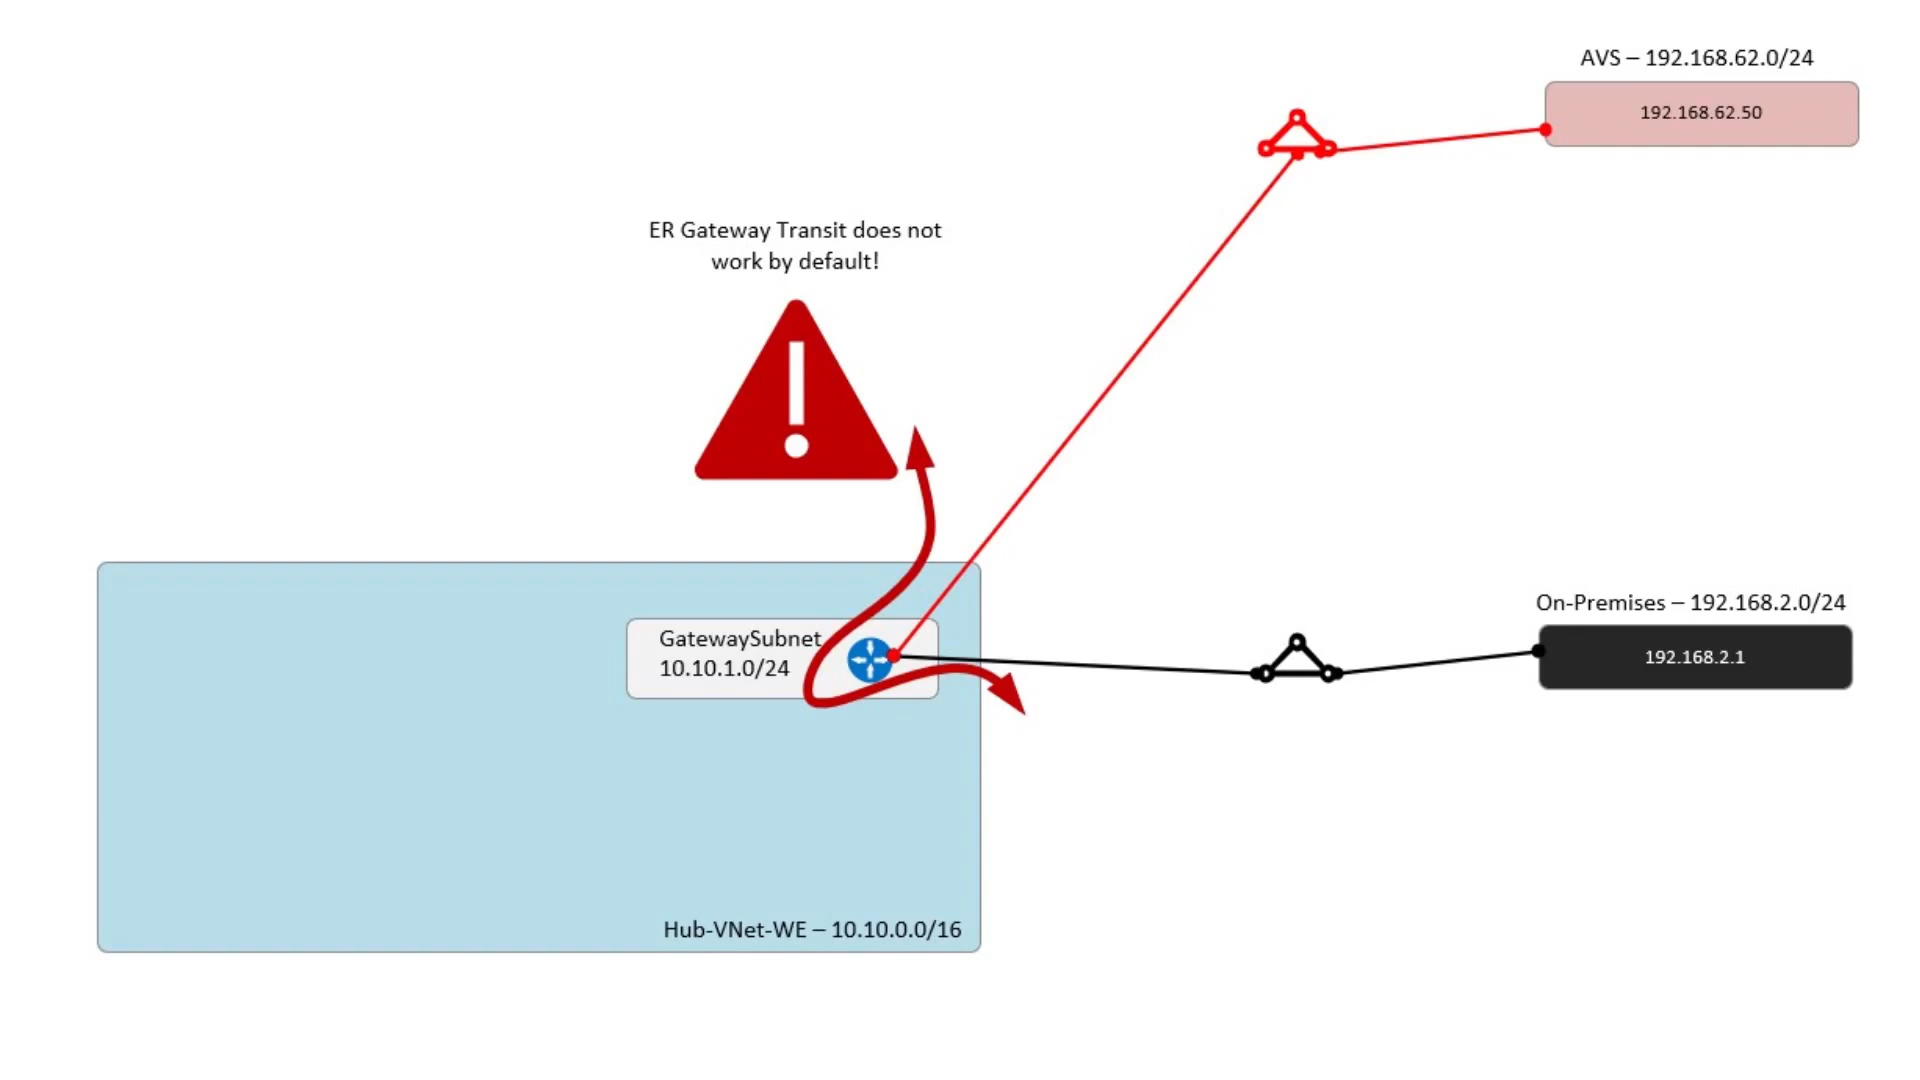 AVS – 192.168.62.0/24
192.168.62.50
ER Gateway Transit does not
work by default!
On-Premises – 192.168.2.0/24
192.168.2.1
GatewaySubnet
10.10.1.0/24
Hub-VNet-WE – 10.10.0.0/16